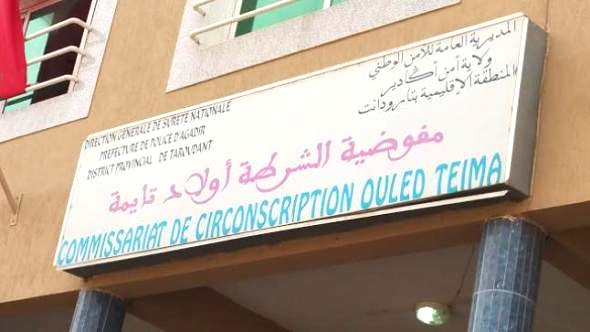 المديرية العامة للأمن الوطني
ولاية أمن أكادير
المنطقة الاقليمية بتارودانت
DIRECTION GENERALE DE SURETE NATIONALE
PREFECTURE DE POLICE D'AGADIR
DISTRICT PROVINCIAL DE TAROUDANT
مفوضية الشرطة أولاد تايمة
COMMISSARIAT DE CIRCONSCRIPTION OULED TEIMA